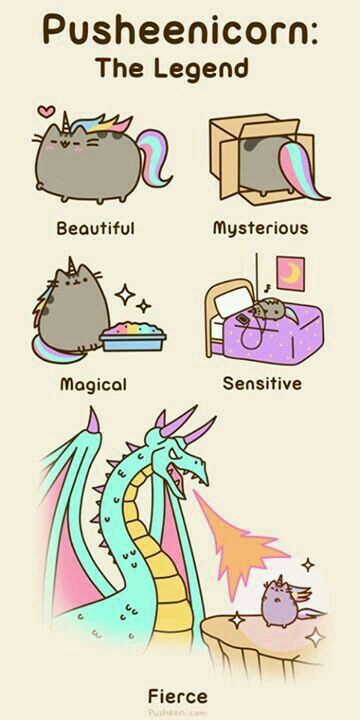 Pusheenicorn:
The Legend
Beautiful
Mysterious
Magical
Sensitive
Fierce
Pusheen.com